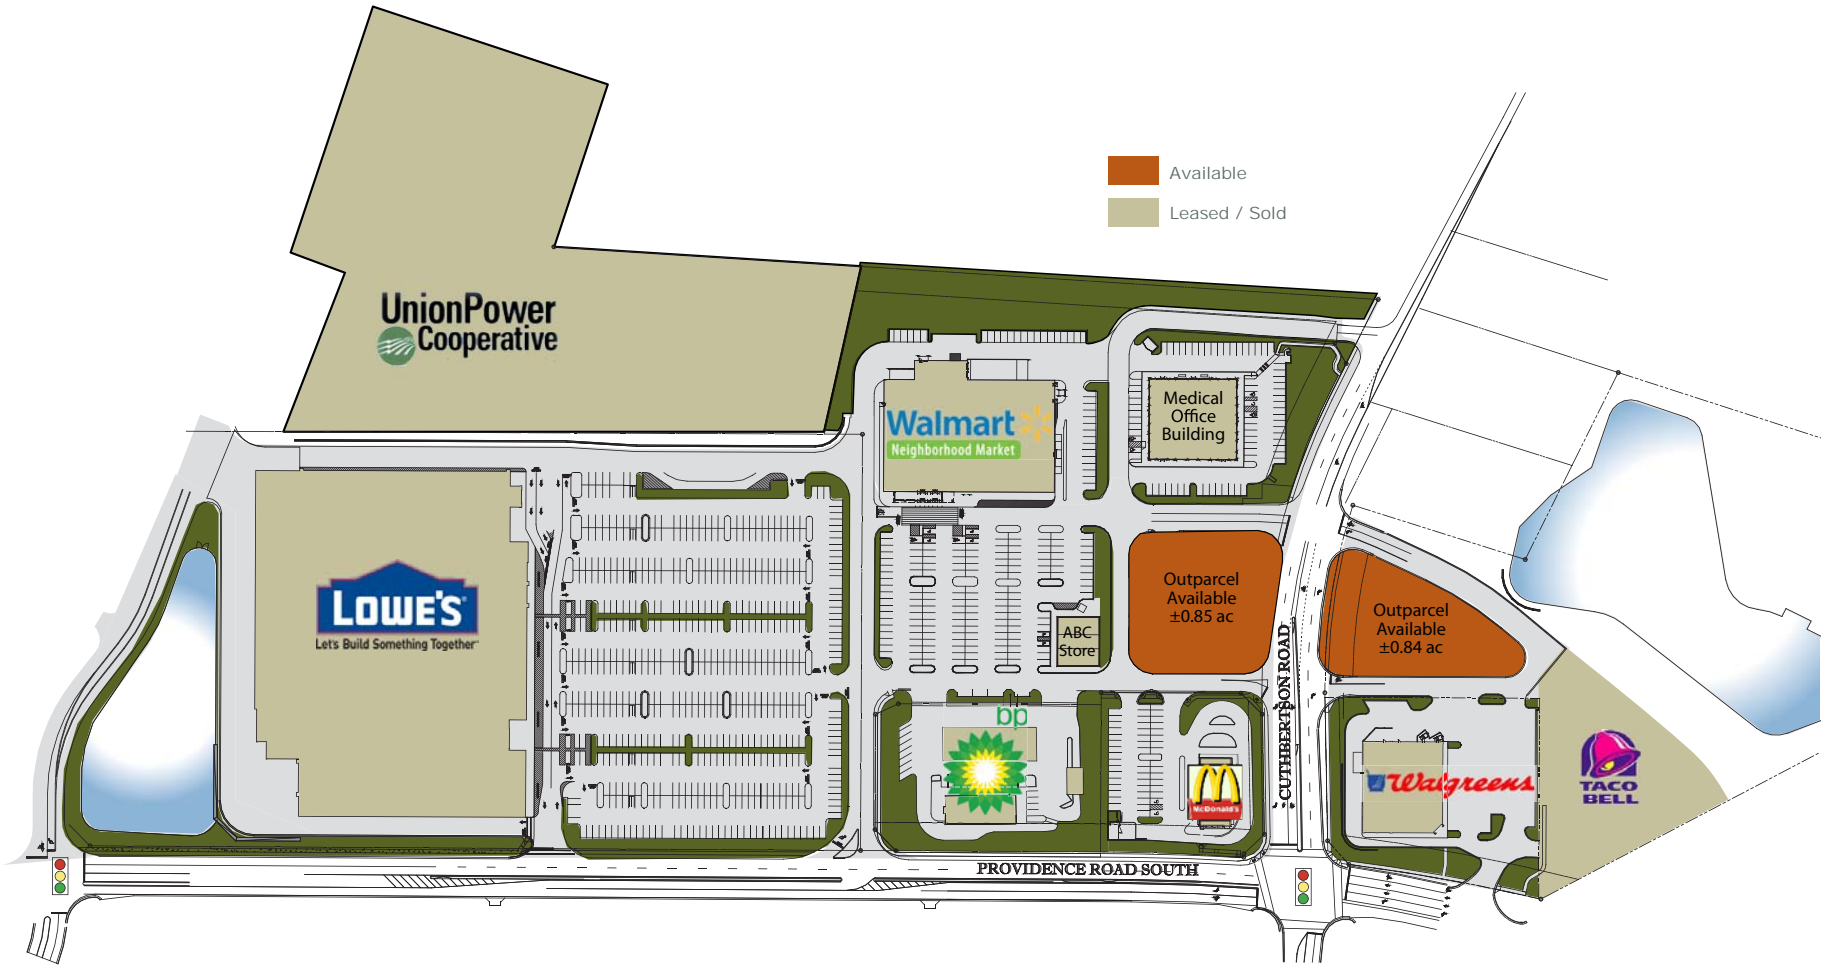 Available
Leased / Sold
UnionPower
Cooperative
Walmart
Neighborhood Market
Medical
Office
Building
LOWE'S
Let's Build Something Together
Outparcel
Available
±0.85 ac
Outparcel
Available
±0.84 ac
ABC
Store
CUTHBERTSON ROAD
bp
McDonald's
Walgreens
TACO
BELL
PROVIDENCE ROAD SOUTH